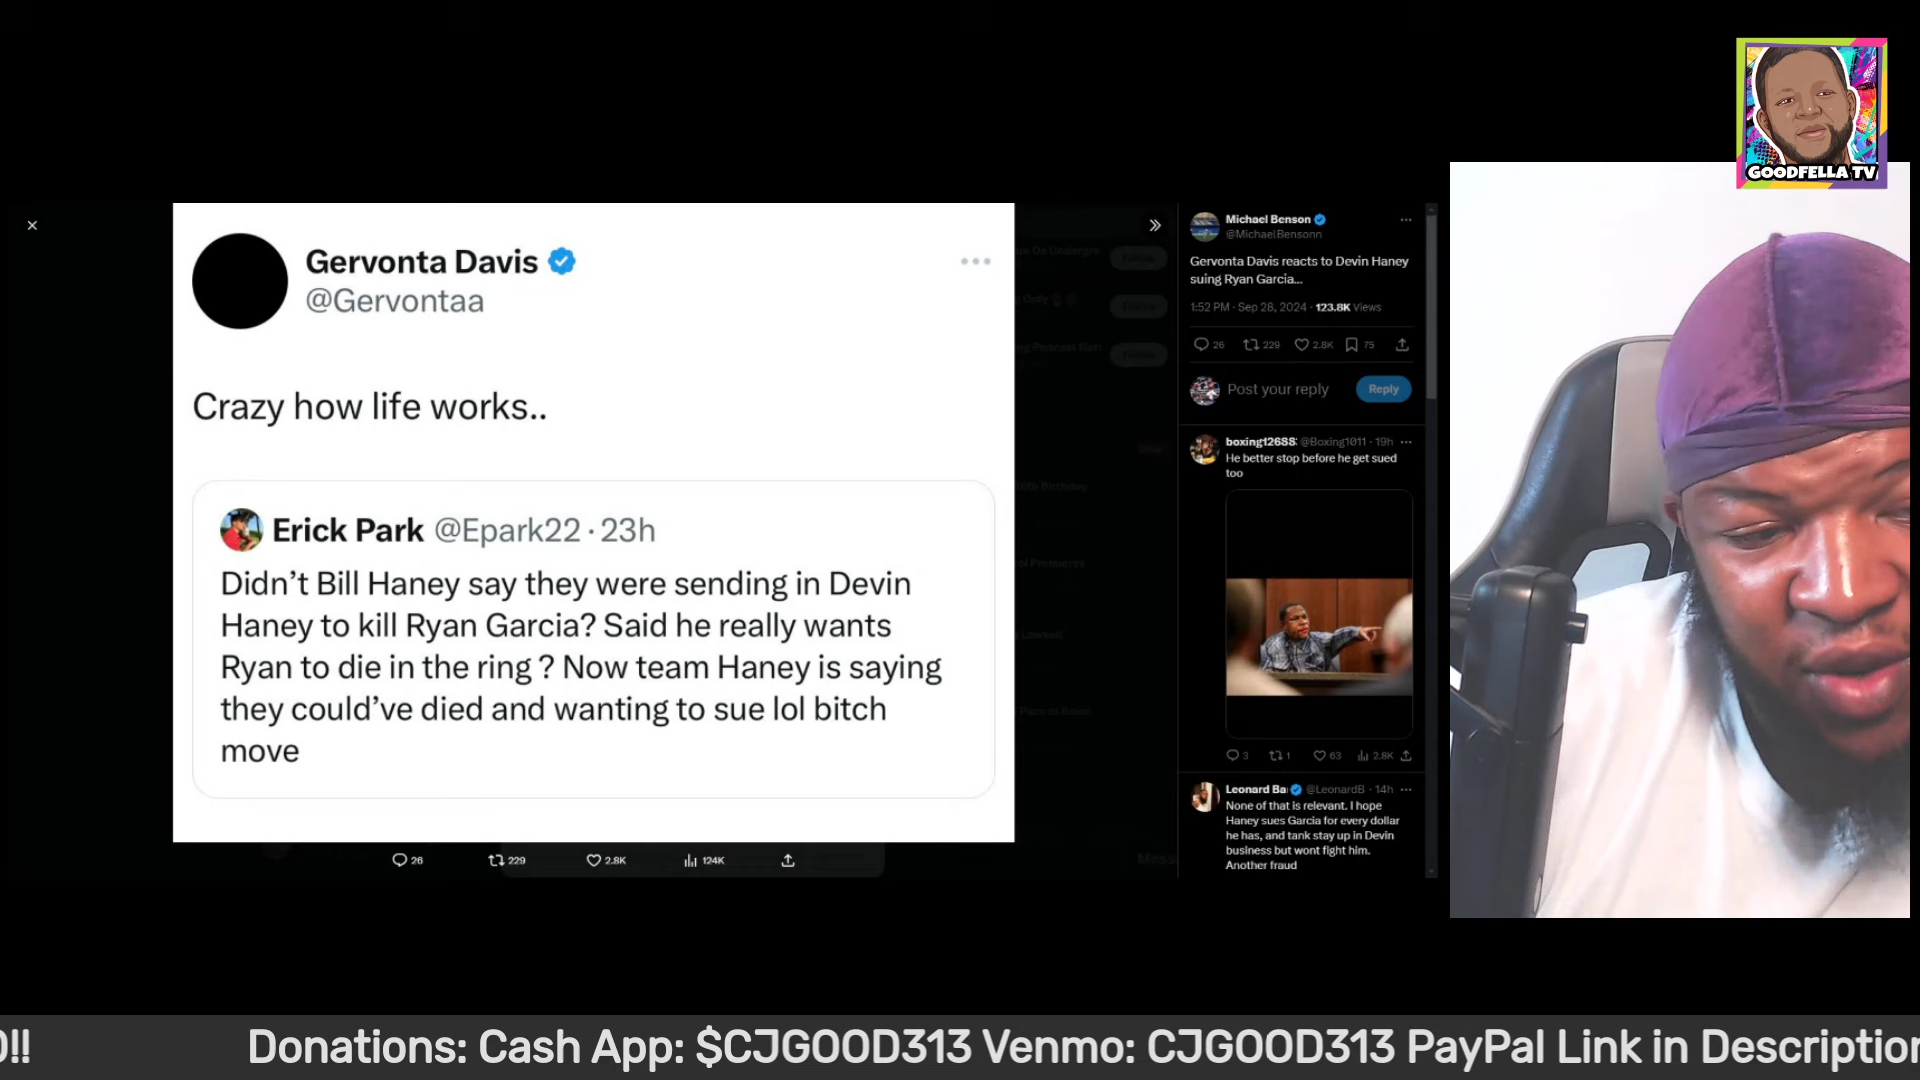 GOODFELLA TV
Gervonta Davis
@Gervontaa
Crazy how life works..
Erick Park @Epark22 · 23h
Didn’t Bill Haney say they were sending in Devin
Haney to kill Ryan Garcia? Said he really wants
Ryan to die in the ring ? Now team Haney is saying
they could’ve died and wanting to sue lol bitch
move
26 229 2.8K 124K
Michael Benson
@MichaelBensonn
Gervonta Davis reacts to Devin Haney
suing Ryan Garcia...
1:52 PM · Sep 28, 2024 · 123.8K Views
26 229 2.8K 75
Post your reply
Reply
boxing12688 @Boxing1011 · 19h
He better stop before he get sued
too
3 1 63 2.8K
Leonard Ba @LeonardB · 14h
None of that is relevant. I hope
Haney sues Garcia for every dollar
he has, and tank stay up in Devin
business but wont fight him.
Another fraud
!! Donations: Cash App: $CJGOOD313 Venmo: CJGOOD313 PayPal Link in Description